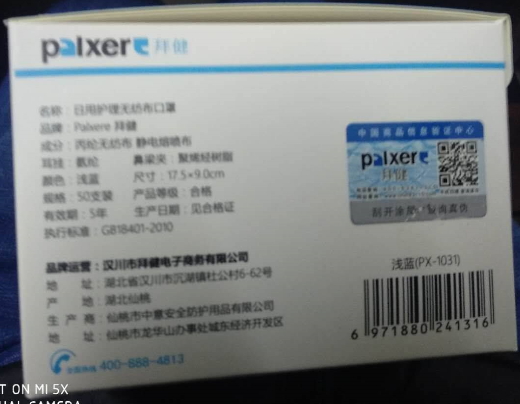 palxere 拜健
名称：日用护理无纺布口罩
品牌：Palxere 拜健
成分：丙纶无纺布 静电熔喷布
耳挂：氨纶 鼻梁夹：聚烯烃树脂
颜色：浅蓝 尺寸：17.5×9.0cm
规格：50支装 产品等级：合格
有效期：5年 生产日期：见合格证
执行标准：GB18401-2010
品牌运营：汉川市拜健电子商务有限公司
地址：湖北省汉川市沉湖镇杜公村6-62号
产地：湖北仙桃
生产商：仙桃市中意安全防护用品有限公司
地址：仙桃市龙华山办事处城东经济开发区
全国热线 400-888-4813
中国商品信息验证中心
palxere
拜健
刮开涂层 查询真伪
浅蓝(PX-1031)
6 971880 241316
T ON MI 5X